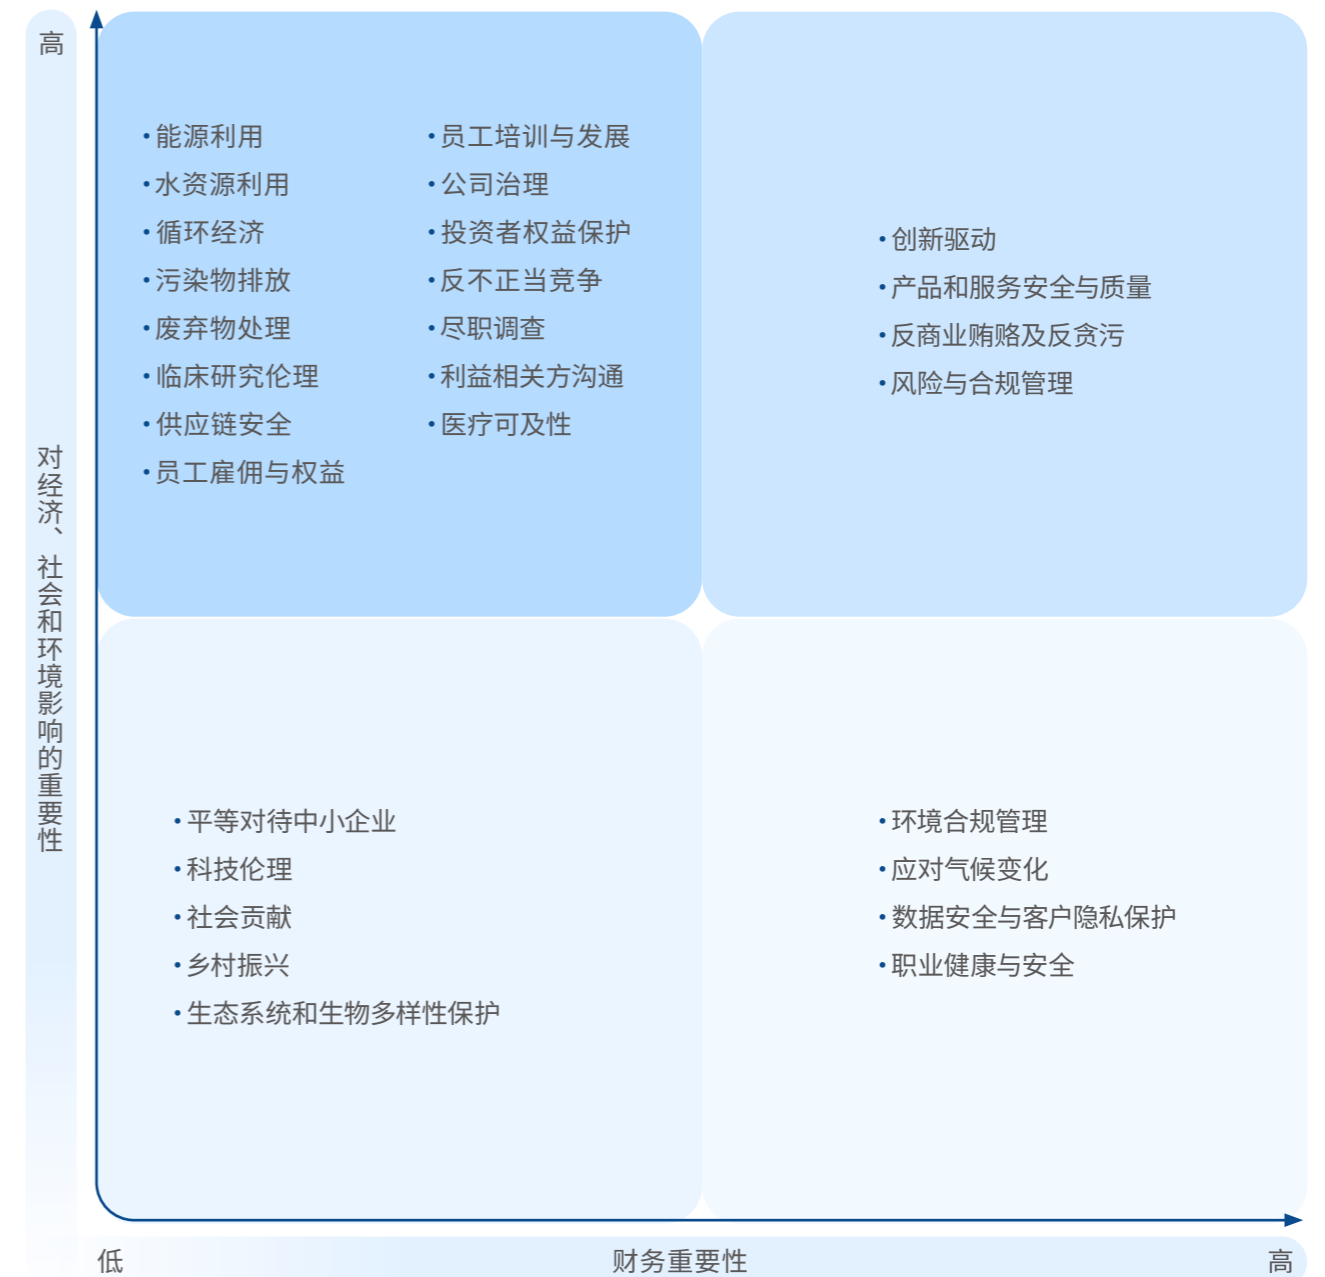 高
对经济、社会和环境影响的重要性
·能源利用
·水资源利用
·循环经济
·污染物排放
·废弃物处理
·临床研究伦理
·供应链安全
·员工雇佣与权益
·员工培训与发展
·公司治理
·投资者权益保护
·反不正当竞争
·尽职调查
·利益相关方沟通
·医疗可及性
·创新驱动
·产品和服务安全与质量
·反商业贿赂及反贪污
·风险与合规管理
·平等对待中小企业
·科技伦理
·社会贡献
·乡村振兴
·生态系统和生物多样性保护
·环境合规管理
·应对气候变化
·数据安全与客户隐私保护
·职业健康与安全
低
财务重要性
高